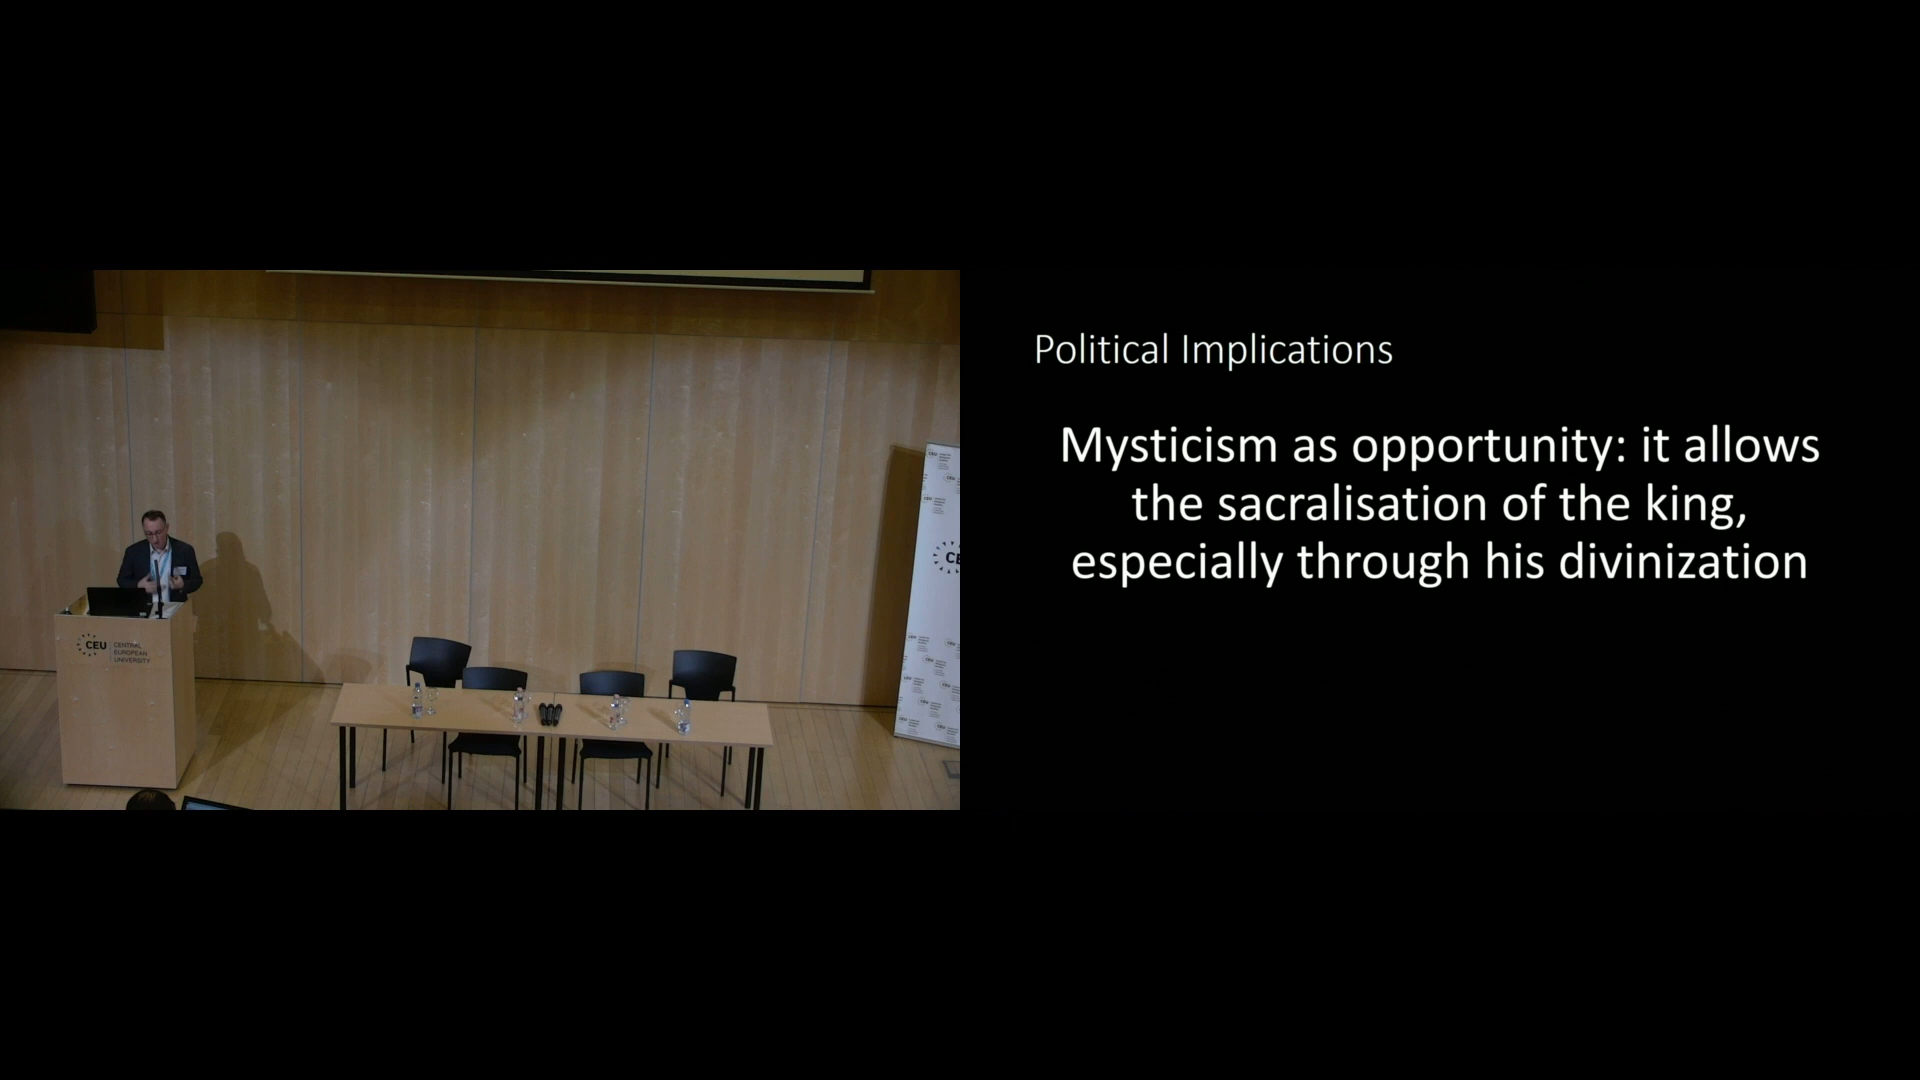 Political Implications
Mysticism as opportunity: it allows
the sacralisation of the king,
especially through his divinization
CEU
CENTRAL
EUROPEAN
UNIVERSITY
CE